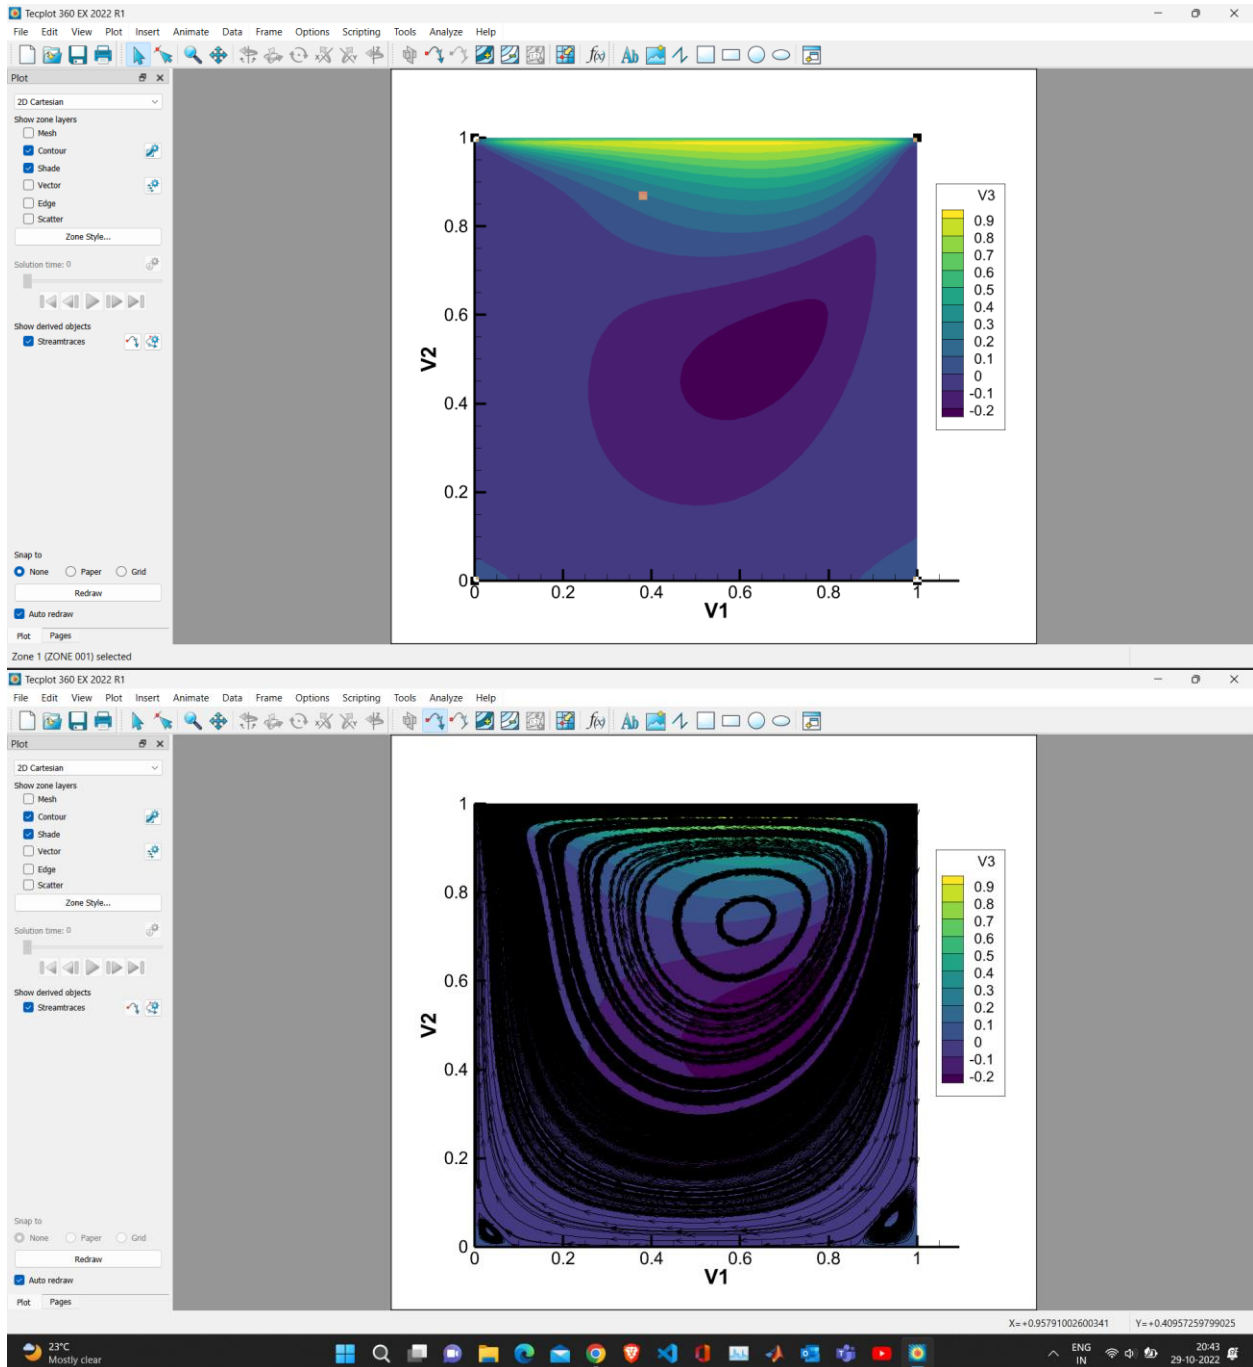 Tecplot 360 EX 2022 R1
File Edit View Plot Insert Animate Data Frame Options Scripting Tools Analyze Help
f(x) Ab
Plot
2D Cartesian
Show zone layers
Mesh
Contour
Shade
Vector
Edge
Scatter
Zone Style...
Solution time: 0
Show derived objects
Streamtraces
Snap to
None Paper Grid
Redraw
Auto redraw
Plot Pages
Zone 1 (ZONE 001) selected
1
0.8
0.6
0.4
0.2
0
V2
0 0.2 0.4 0.6 0.8 1
V1
V3
0.9
0.8
0.7
0.6
0.5
0.4
0.3
0.2
0.1
0
-0.1
-0.2
Tecplot 360 EX 2022 R1
File Edit View Plot Insert Animate Data Frame Options Scripting Tools Analyze Help
f(x) Ab
Plot
2D Cartesian
Show zone layers
Mesh
Contour
Shade
Vector
Edge
Scatter
Zone Style...
Solution time: 0
Show derived objects
Streamtraces
Snap to
None Paper Grid
Redraw
Auto redraw
Plot Pages
1
0.8
0.6
0.4
0.2
0
V2
0 0.2 0.4 0.6 0.8 1
V1
V3
0.9
0.8
0.7
0.6
0.5
0.4
0.3
0.2
0.1
0
-0.1
-0.2
X=+0.95791002600341 Y=+0.40957259799025
23°C
Mostly clear
ENG
IN
20:43
29-10-2022